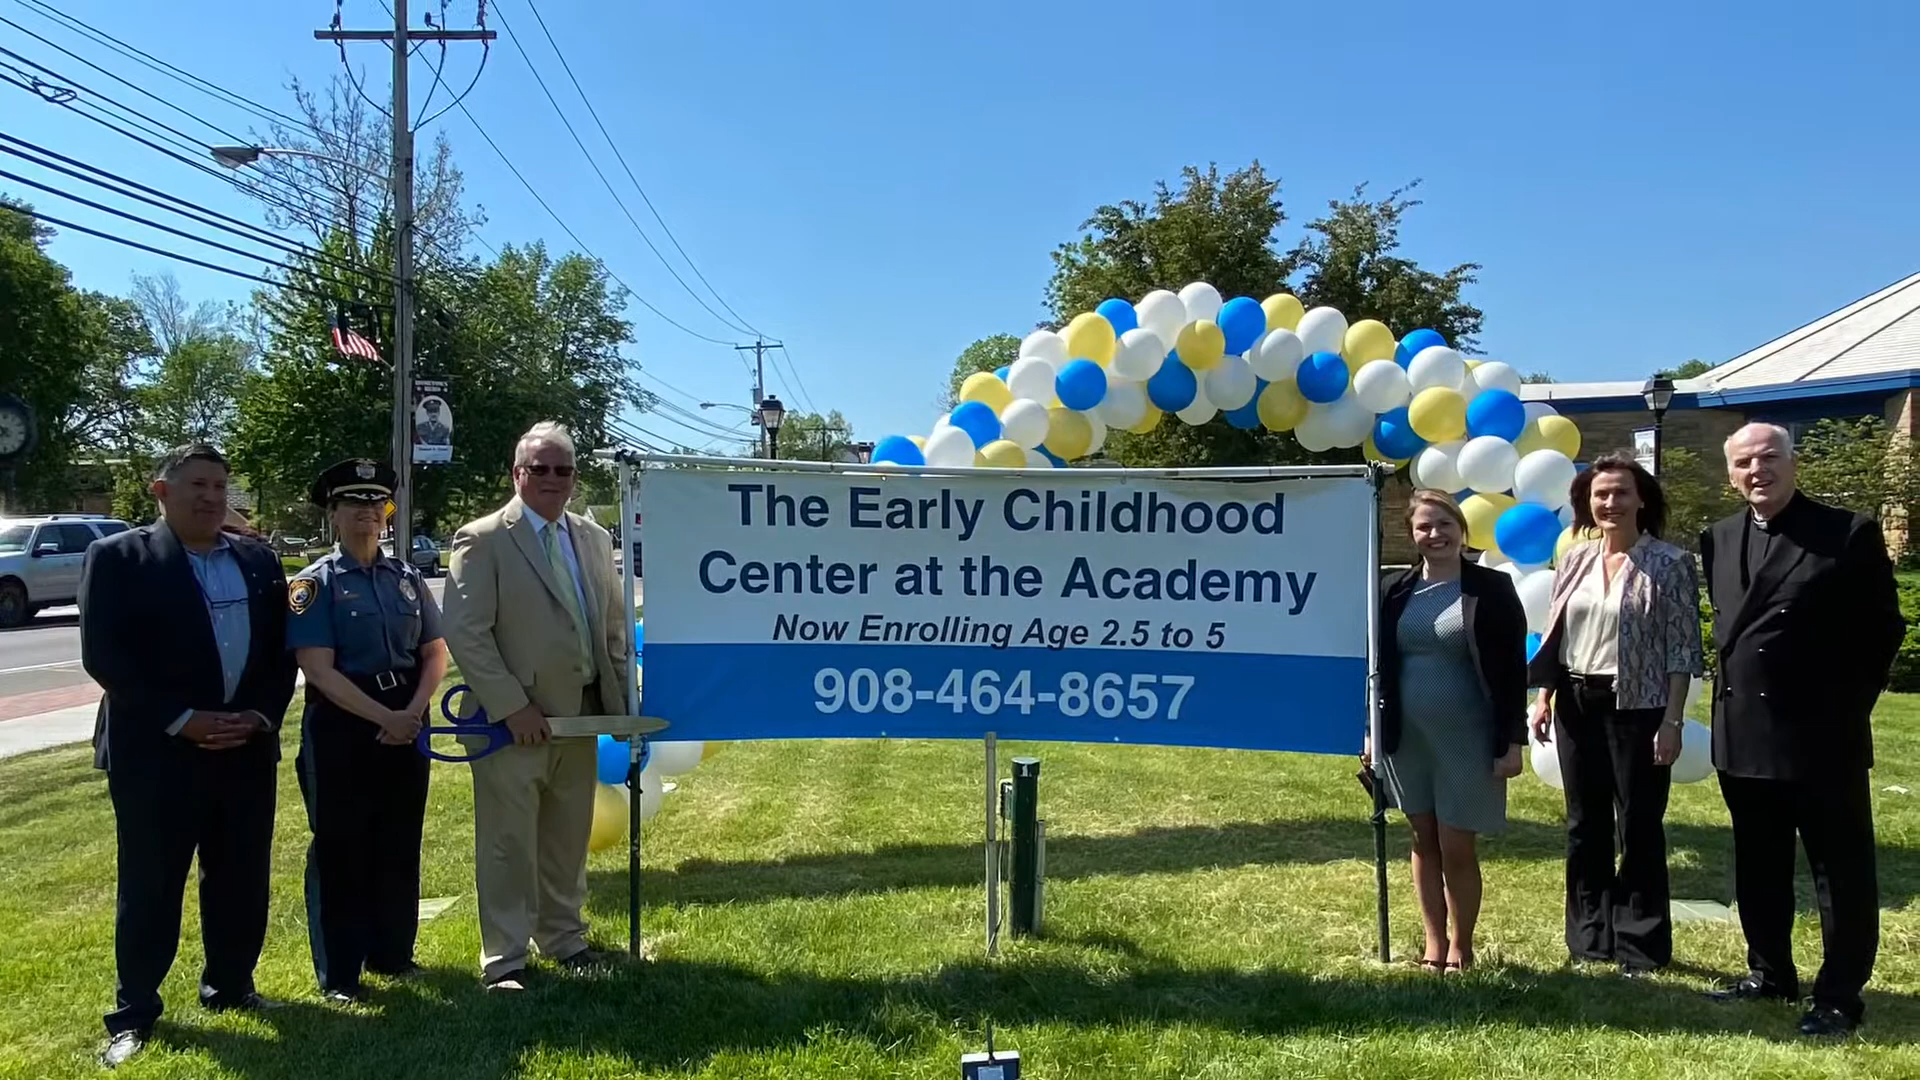 The Early Childhood
Center at the Academy
Now Enrolling Age 2.5 to 5
908-464-8657